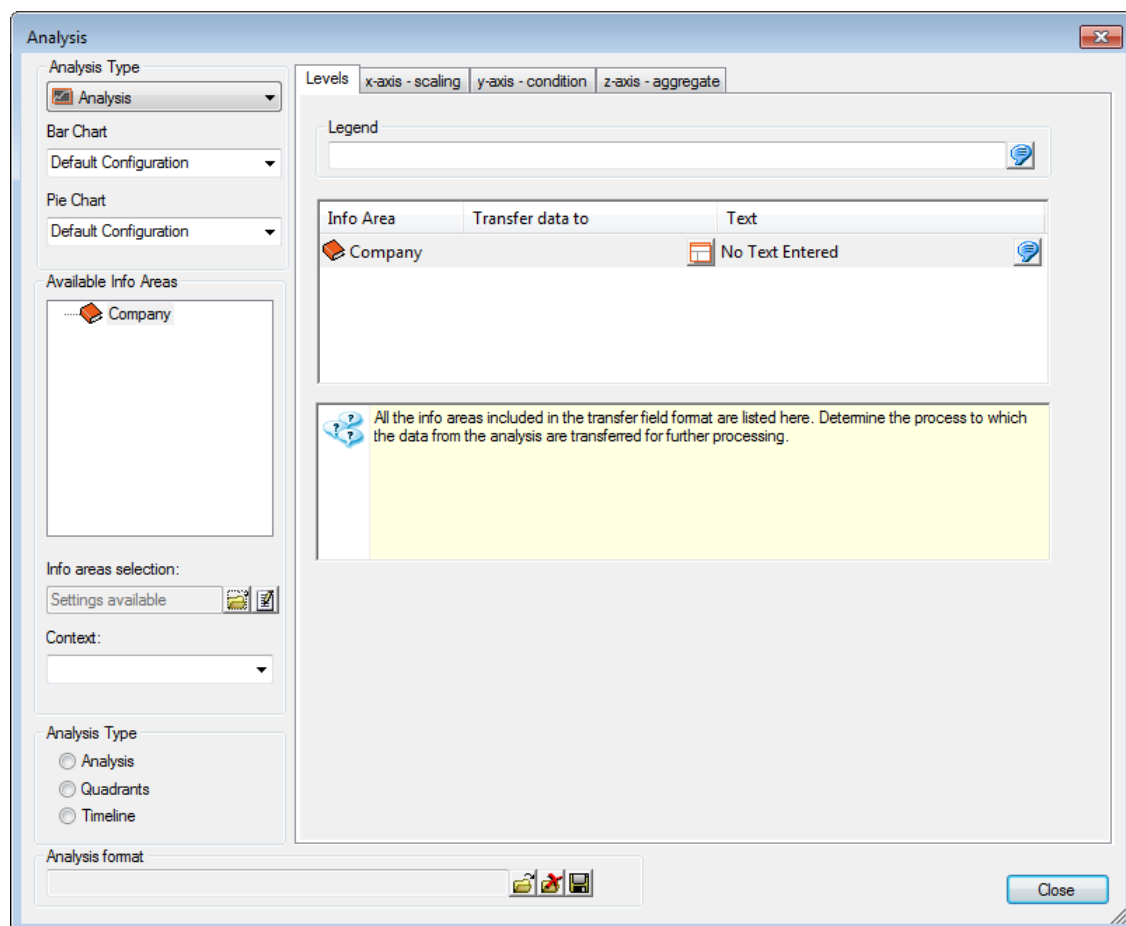 Analysis
Analysis Type
Analysis
Bar Chart
Default Configuration
Pie Chart
Default Configuration
Available Info Areas
Company
Info areas selection:
Settings available
Context:
Analysis Type
Analysis
Quadrants
Timeline
Analysis format
Levels x-axis - scaling y-axis - condition z-axis - aggregate
Legend
Info Area Transfer data to Text
Company No Text Entered
All the info areas included in the transfer field format are listed here. Determine the process to which
the data from the analysis are transferred for further processing.
Close